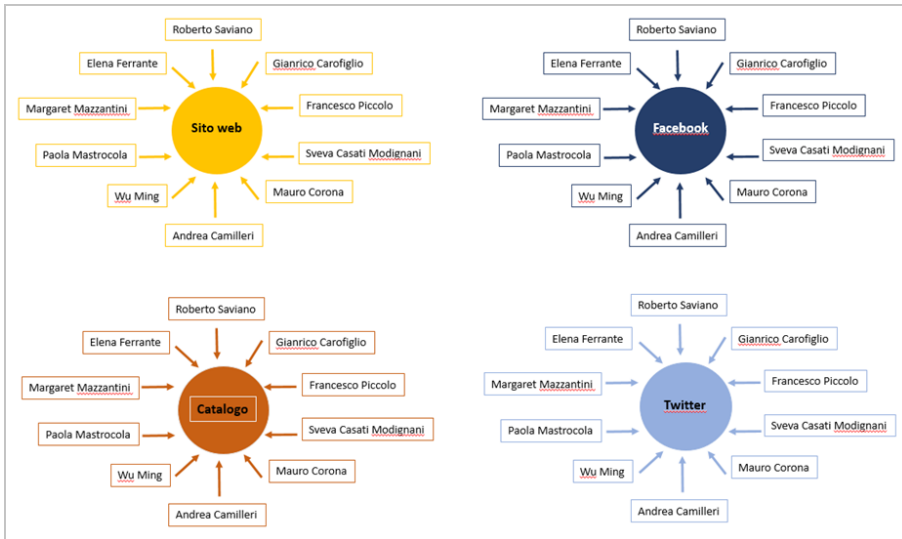 Roberto Saviano
Elena Ferrante
Gianrico Carofiglio
Margaret Mazzantini
Francesco Piccolo
Sito web
Paola Mastrocola
Sveva Casati Modignani
Wu Ming
Mauro Corona
Andrea Camilleri
Roberto Saviano
Elena Ferrante
Gianrico Carofiglio
Margaret Mazzantini
Francesco Piccolo
Facebook
Paola Mastrocola
Sveva Casati Modignani
Wu Ming
Mauro Corona
Andrea Camilleri
Roberto Saviano
Elena Ferrante
Gianrico Carofiglio
Margaret Mazzantini
Francesco Piccolo
Catalogo
Paola Mastrocola
Sveva Casati Modignani
Wu Ming
Mauro Corona
Andrea Camilleri
Roberto Saviano
Elena Ferrante
Gianrico Carofiglio
Margaret Mazzantini
Francesco Piccolo
Twitter
Paola Mastrocola
Sveva Casati Modignani
Wu Ming
Mauro Corona
Andrea Camilleri